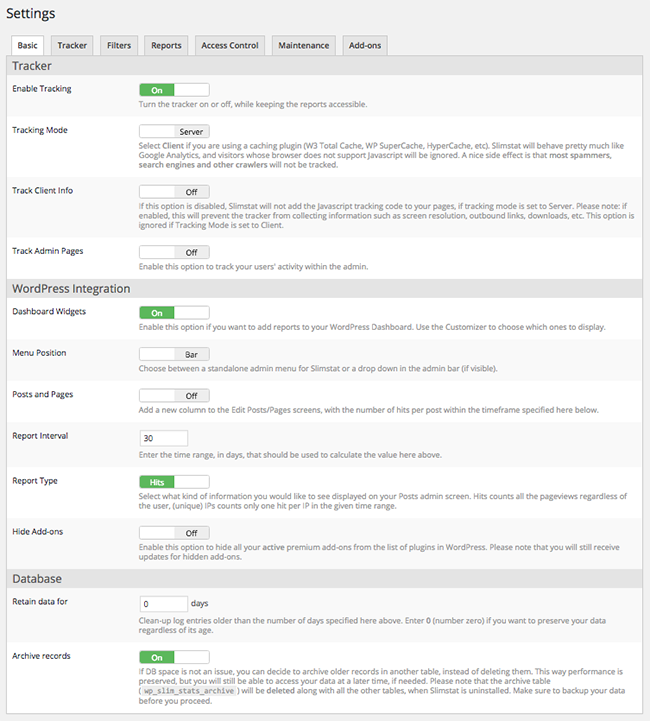 Settings
Basic
Tracker
Filters
Reports
Access Control
Maintenance
Add-ons
Tracker
Enable Tracking
On
Turn the tracker on or off, while keeping the reports accessible.
Tracking Mode
Server
Select Client if you are using a caching plugin (W3 Total Cache, WP SuperCache, HyperCache, etc). Slimstat will behave pretty much like
Google Analytics, and visitors whose browser does not support Javascript will be ignored. A nice side effect is that most spammers,
search engines and other crawlers will not be tracked.
Track Client Info
Off
If this option is disabled, Slimstat will not add the Javascript tracking code to your pages, if tracking mode is set to Server. Please note: if
enabled, this will prevent the tracker from collecting information such as screen resolution, outbound links, downloads, etc. This option is
ignored if Tracking Mode is set to Client.
Track Admin Pages
Off
Enable this option to track your users' activity within the admin.
WordPress Integration
Dashboard Widgets
On
Enable this option if you want to add reports to your WordPress Dashboard. Use the Customizer to choose which ones to display.
Menu Position
Bar
Choose between a standalone admin menu for Slimstat or a drop down in the admin bar (if visible).
Posts and Pages
Off
Add a new column to the Edit Posts/Pages screens, with the number of hits per post within the timeframe specified here below.
Report Interval
30
Enter the time range, in days, that should be used to calculate the value here above.
Report Type
Hits
Select what kind of information you would like to see displayed on your Posts admin screen. Hits counts all the pageviews regardless of
the user, (unique) IPs counts only one hit per IP in the given time range.
Hide Add-ons
Off
Enable this option to hide all your active premium add-ons from the list of plugins in WordPress. Please note that you will still receive
updates for hidden add-ons.
Database
Retain data for
0 days
Clean-up log entries older than the number of days specified here above. Enter 0 (number zero) if you want to preserve your data
regardless of its age.
Archive records
On
If DB space is not an issue, you can decide to archive older records in another table, instead of deleting them. This way performance is
preserved, but you will still be able to access your data at a later time, if needed. Please note that the archive table
( wp_slim_stats_archive ) will be deleted along with all the other tables, when Slimstat is uninstalled. Make sure to backup your data
before you proceed.